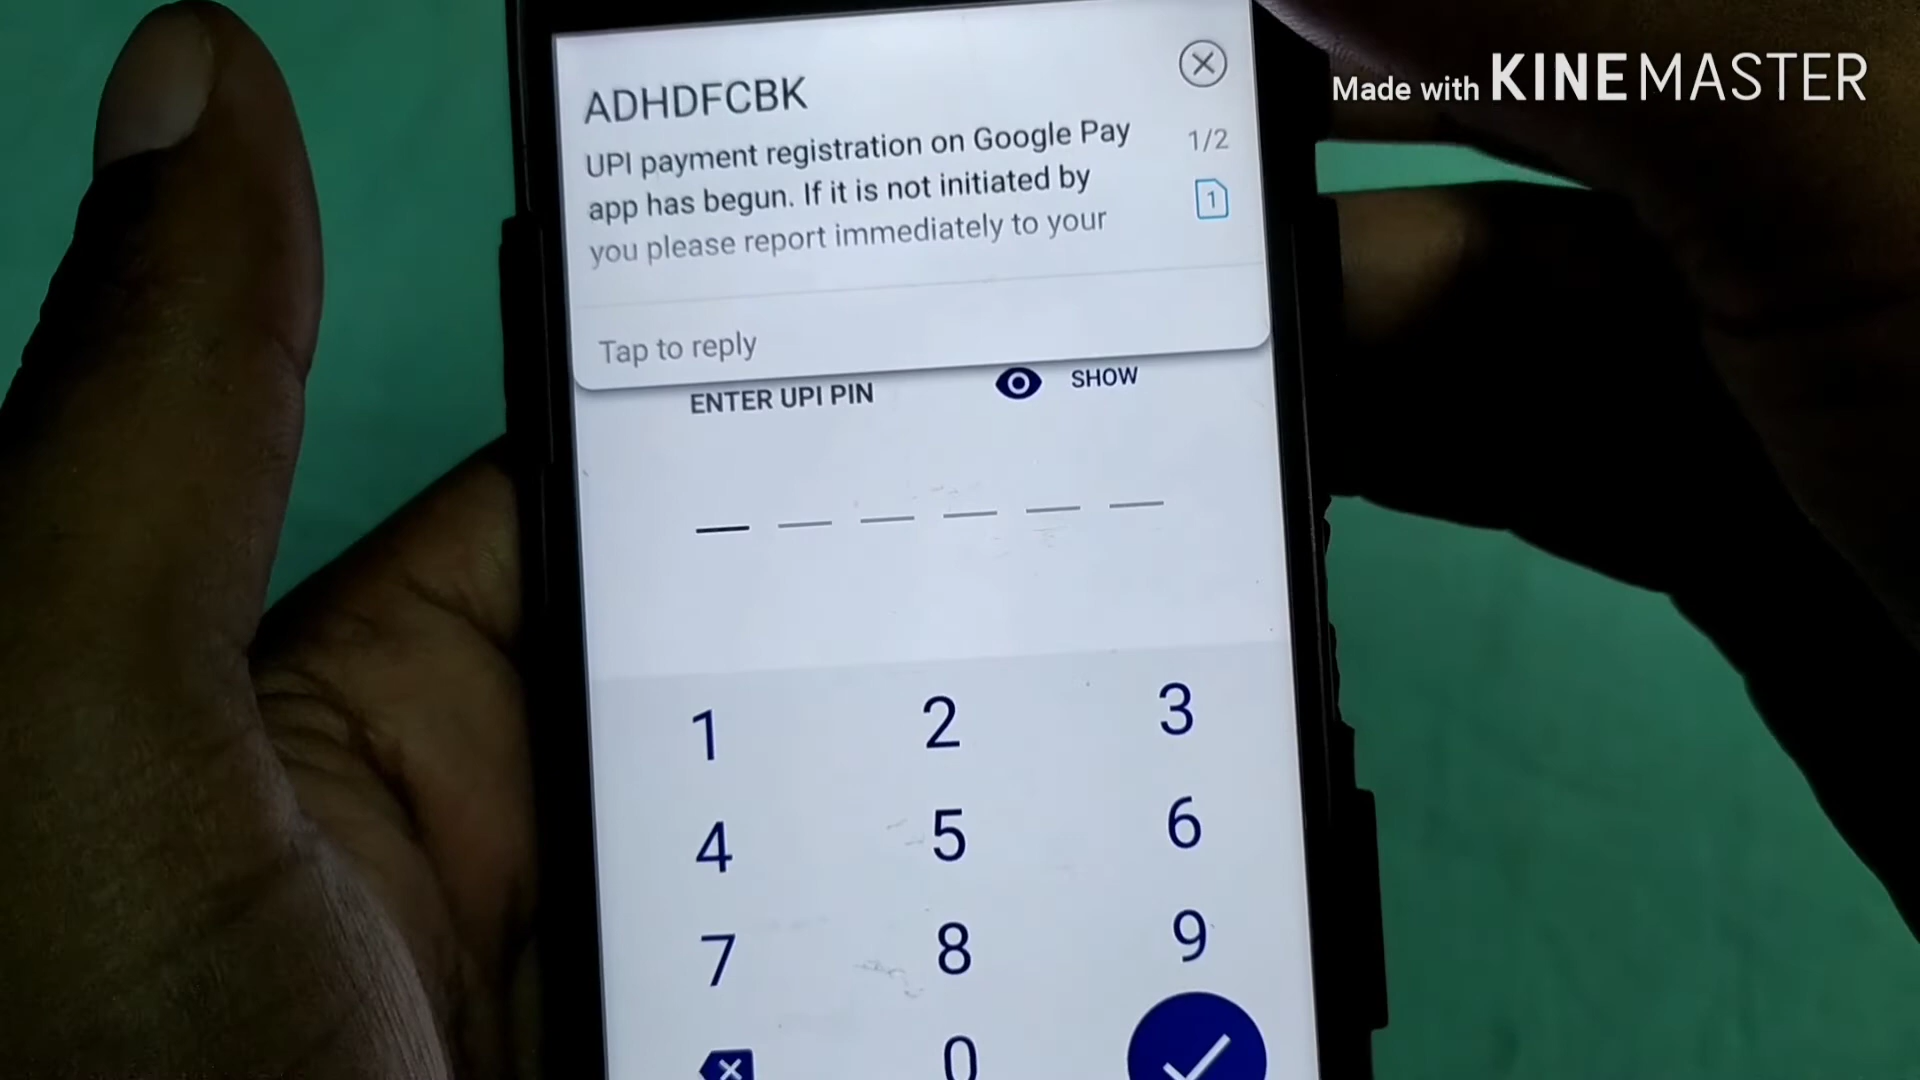 Made with KINEMASTER
ADHDFCBK
UPI payment registration on Google Pay
1/2
app has begun. If it is not initiated by
1
you please report immediately to your
Tap to reply
ENTER UPI PIN
SHOW
1 2 3
4 5 6
7 8 9
0